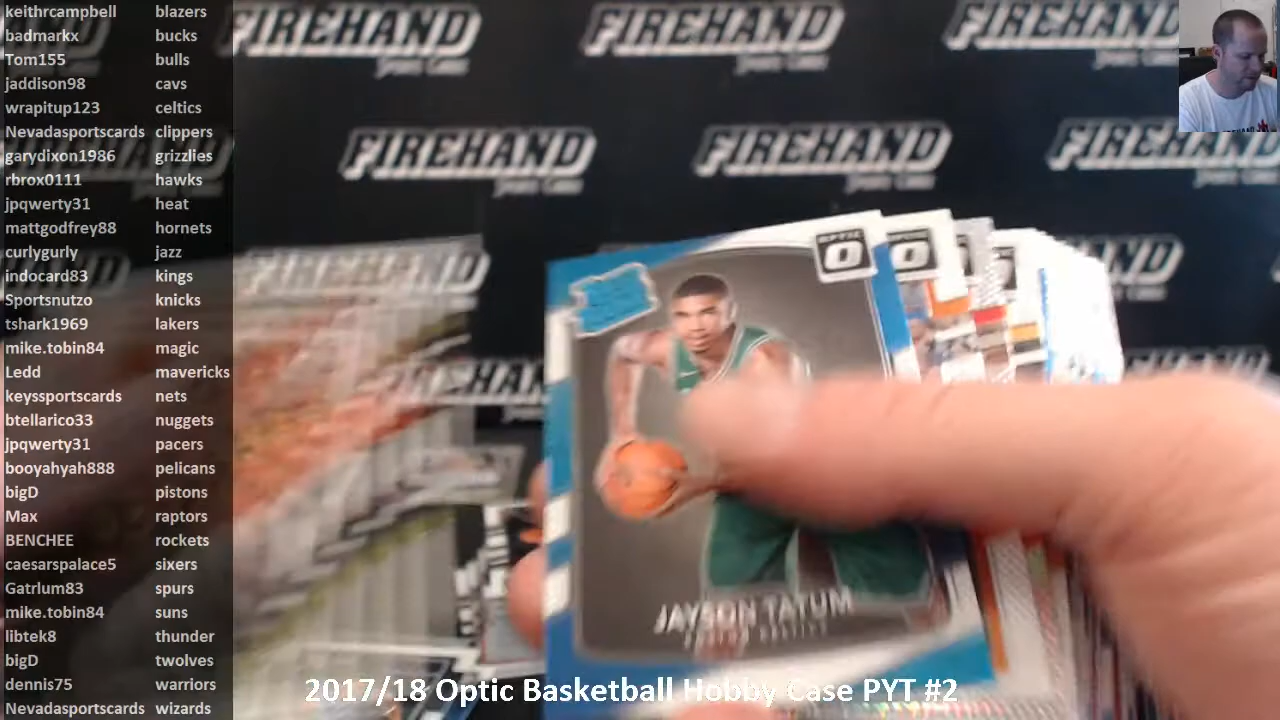 keithrcampbell blazers
badmarkx bucks
Tom155 bulls
jaddison98 cavs
wrapitup123 celtics
Nevadasportscards clippers
garydixon1986 grizzlies
rbrox0111 hawks
jpqwerty31 heat
mattgodfrey88 hornets
curlygurly jazz
indocard83 kings
Sportsnutzo knicks
tshark1969 lakers
mike.tobin84 magic
Ledd mavericks
keyssportscards nets
btellarico33 nuggets
jpqwerty31 pacers
booyahyah888 pelicans
bigD pistons
Max raptors
BENCHEE rockets
caesarspalace5 sixers
Gatrlum83 spurs
mike.tobin84 suns
libtek8 thunder
bigD twolves
dennis75 warriors
Nevadasportscards wizards
FIREHAND FIREHAND FIREHAND
FIREHAND FIREHAND FIREHAND
OPTIC
JAYSON TATUM
2017/18 Optic Basketball Hobby Case PYT #2